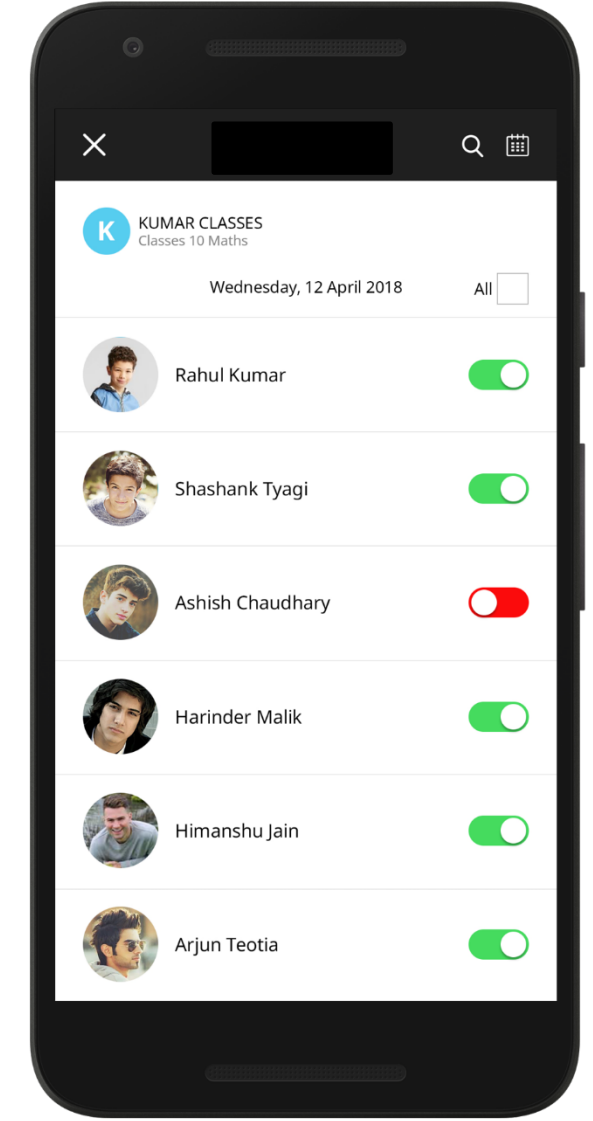 K
KUMAR CLASSES
Classes 10 Maths
Wednesday, 12 April 2018 All
Rahul Kumar
Shashank Tyagi
Ashish Chaudhary
Harinder Malik
Himanshu Jain
Arjun Teotia